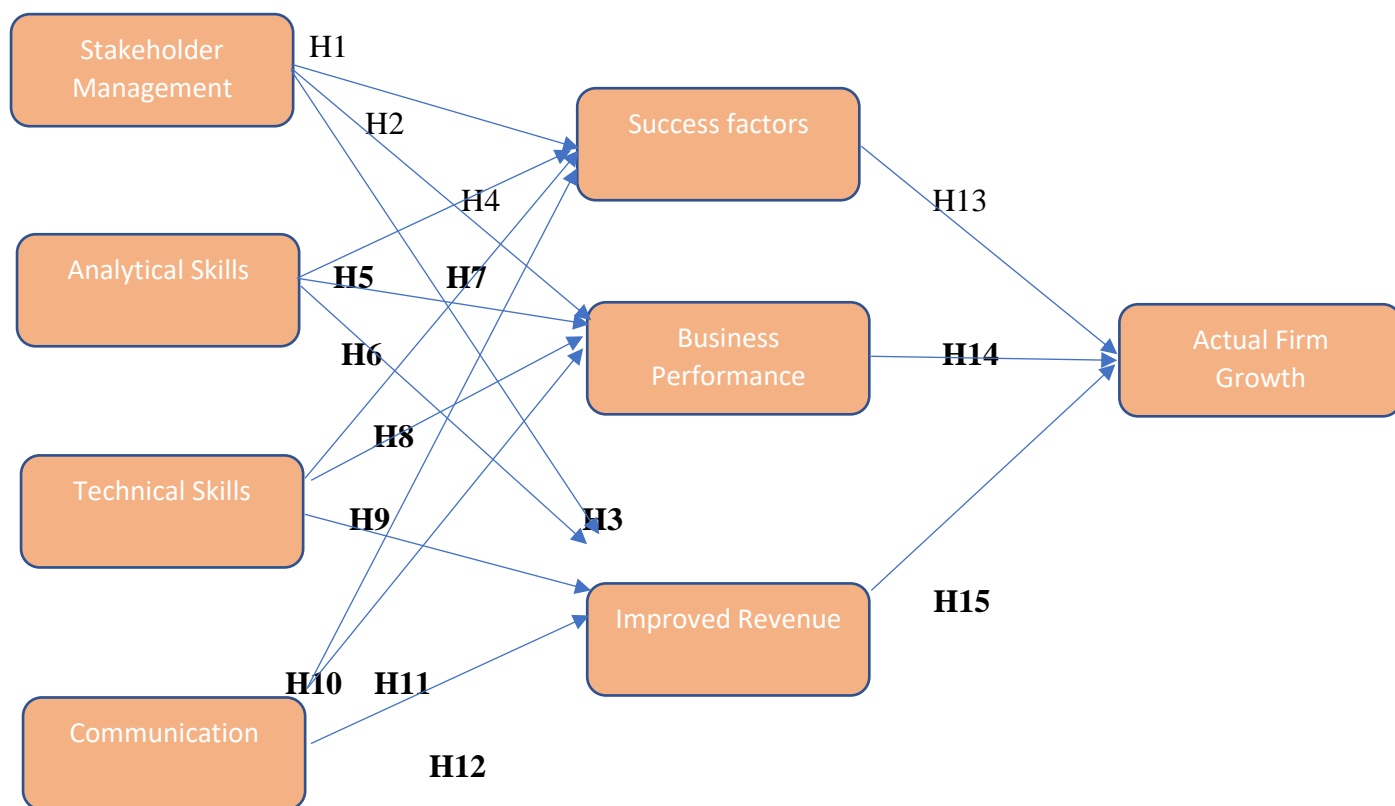 Stakeholder
Management
H1
H2
Success factors
H4
H13
Analytical Skills
H5
H7
H6
Business
Performance
H14
Actual Firm
Growth
H8
Technical Skills
H9
H3
Improved Revenue
H15
H10
H11
Communication
H12